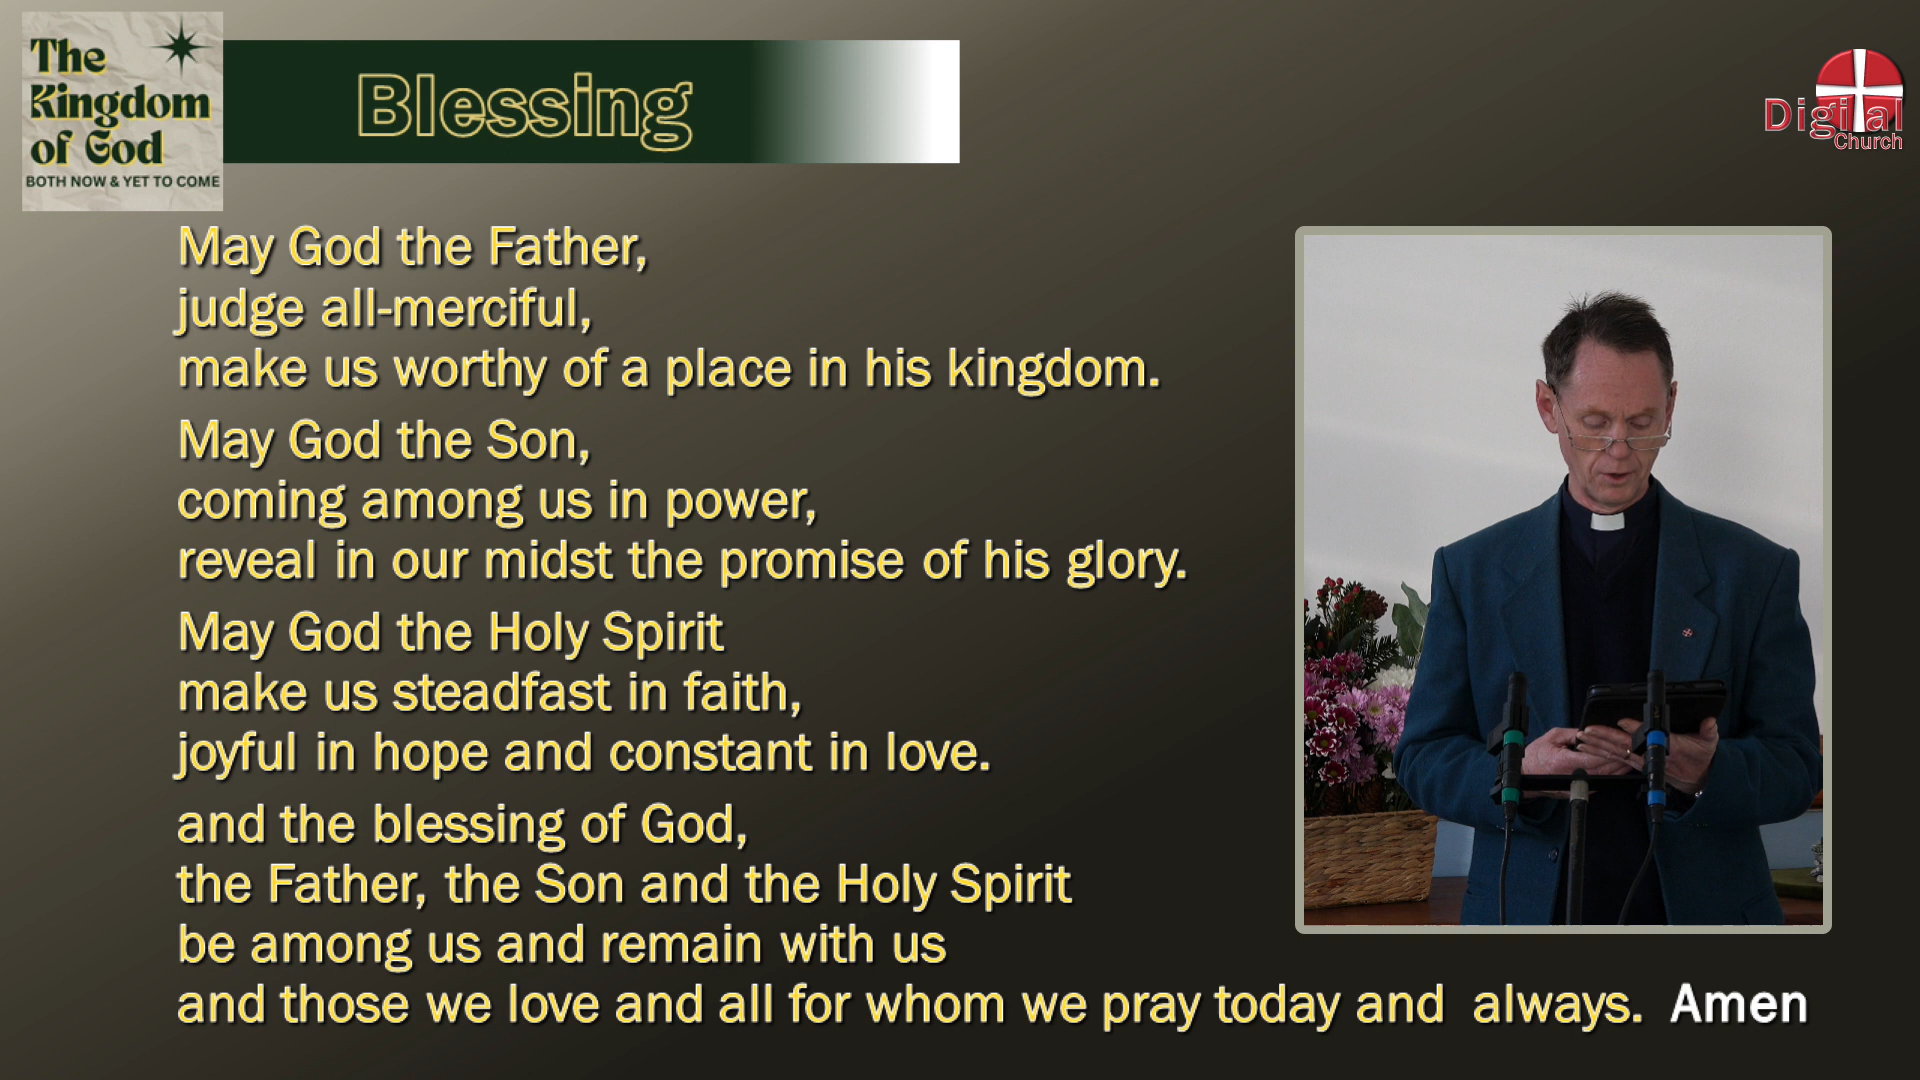 The
Kingdom
of God
BOTH NOW & YET TO COME
Blessing
Digital
Church
May God the Father,
judge all-merciful,
make us worthy of a place in his kingdom.
May God the Son,
coming among us in power,
reveal in our midst the promise of his glory.
May God the Holy Spirit
make us steadfast in faith,
joyful in hope and constant in love.
and the blessing of God,
the Father, the Son and the Holy Spirit
be among us and remain with us
and those we love and all for whom we pray today and always. Amen